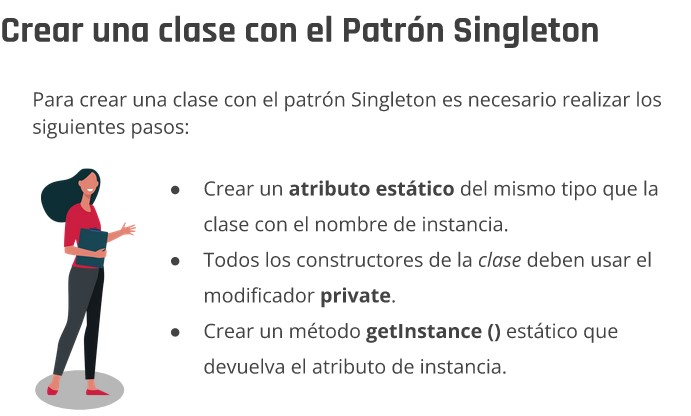 Crear una clase con el Patrón Singleton
Para crear una clase con el patrón Singleton es necesario realizar los
siguientes pasos:
● Crear un atributo estático del mismo tipo que la
clase con el nombre de instancia.
● Todos los constructores de la clase deben usar el
modificador private.
● Crear un método getInstance () estático que
devuelva el atributo de instancia.